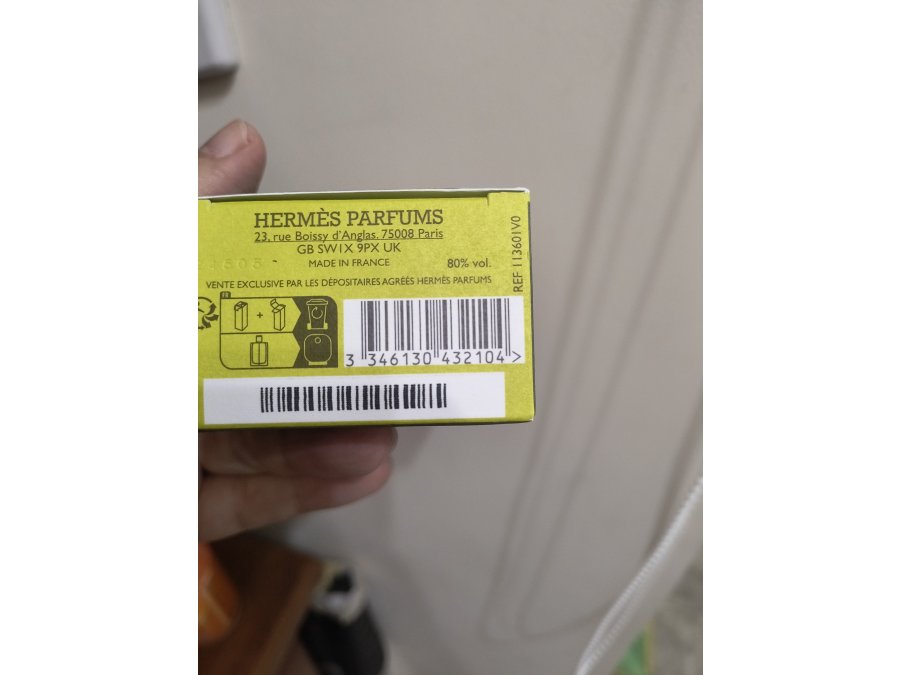 HERMÈS PARFUMS
23, rue Boissy d'Anglas. 75008 Paris
GB SW1X 9PX UK
MADE IN FRANCE 80% vol.
VENTE EXCLUSIVE PAR LES DÉPOSITAIRES AGRÉÉS HERMÈS PARFUMS
REF 113601V0
+
3 346130 432104 >